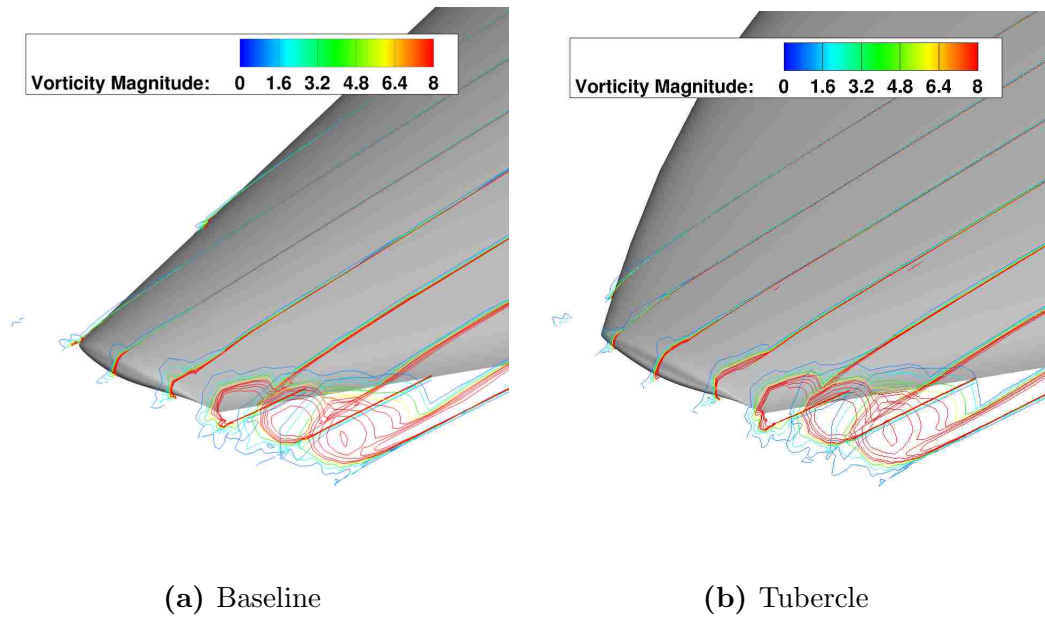 Vorticity Magnitude: 0 1.6 3.2 4.8 6.4 8
Vorticity Magnitude: 0 1.6 3.2 4.8 6.4 8
(a) Baseline
(b) Tubercle